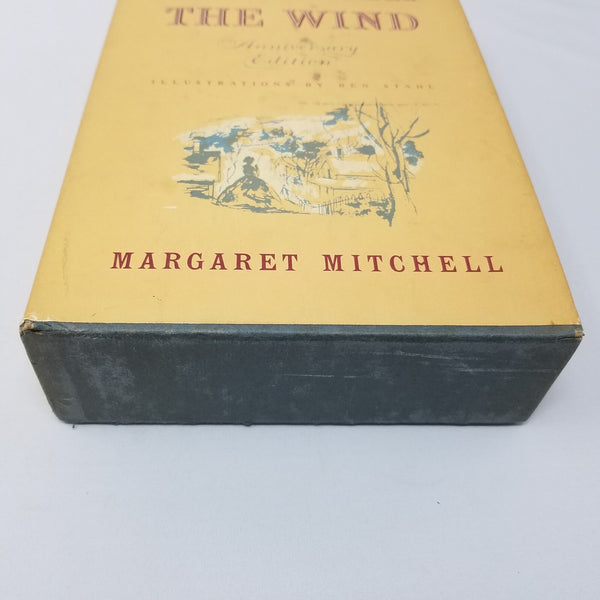 THE WIND
Anniversary
Edition
ILLUSTRATIONS BY BEN STAHL
MARGARET MITCHELL